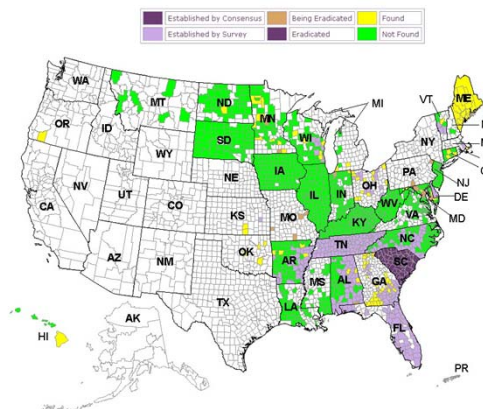 Established by Consensus Being Eradicated Found
Established by Survey Eradicated Not Found
WA
MT
ND
MN
MI
VT
ME
OR
ID
SD
WI
NY
WY
IA
PA
NJ
NV
NE
IL
IN
OH
DE
UT
CO
KS
MO
WV
VA
MD
CA
KY
AZ
NM
OK
AR
TN
NC
SC
TX
MS
AL
GA
LA
FL
HI
AK
PR